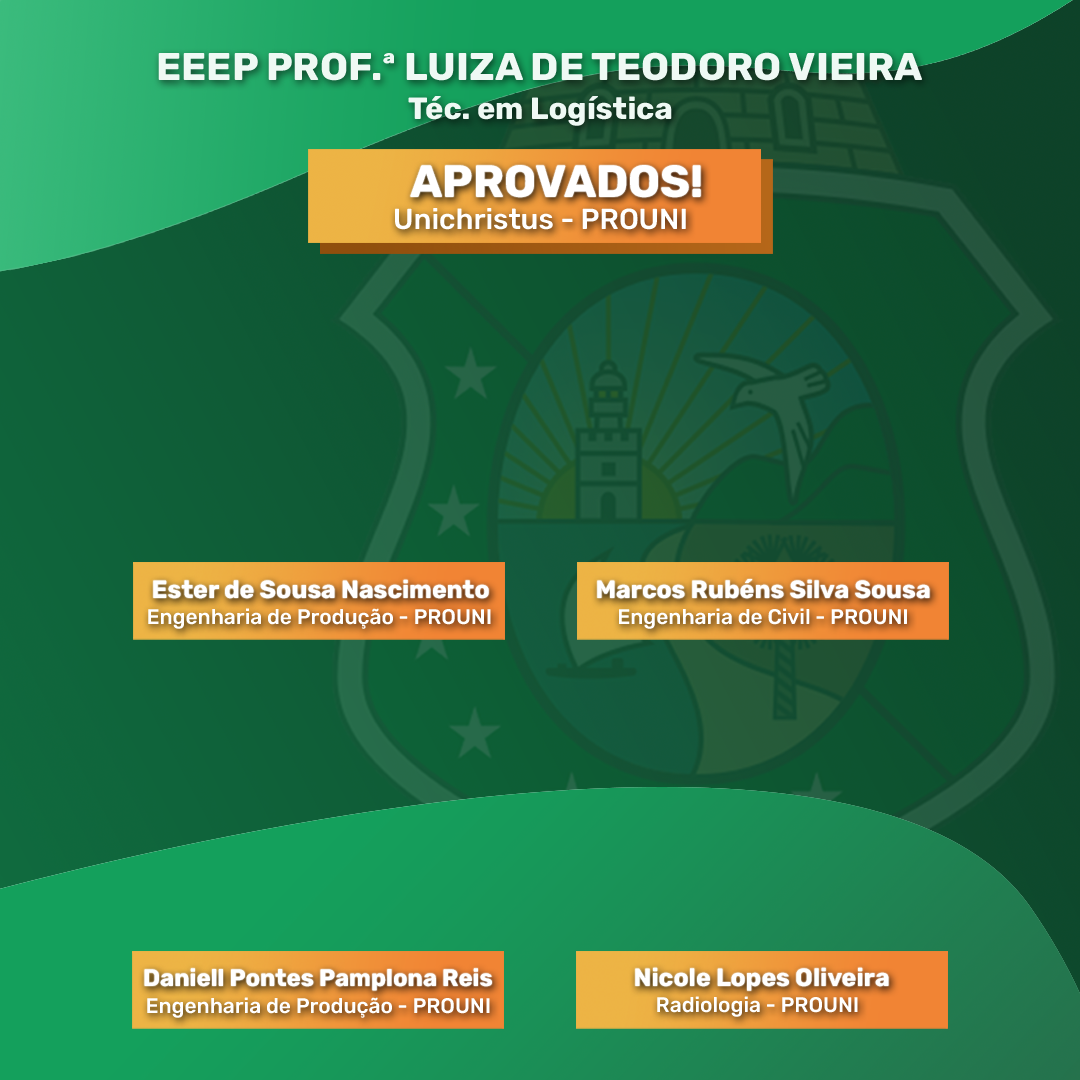 EEEP PROF.ª LUIZA DE TEODORO VIEIRA
Téc. em Logística
APROVADOS!
Unichristus - PROUNI
Ester de Sousa Nascimento
Engenharia de Produção - PROUNI
Marcos Rubéns Silva Sousa
Engenharia de Civil - PROUNI
Daniell Pontes Pamplona Reis
Engenharia de Produção - PROUNI
Nicole Lopes Oliveira
Radiologia - PROUNI